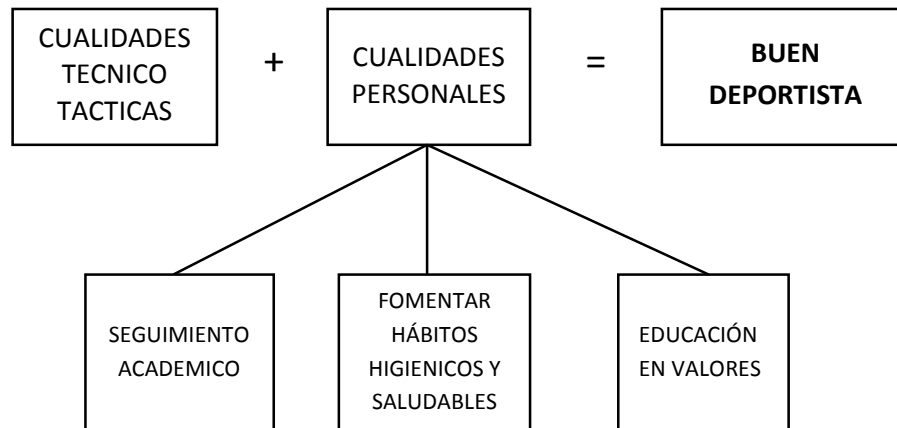 CUALIDADES
TECNICO
TACTICAS
+
CUALIDADES
PERSONALES
=
BUEN
DEPORTISTA
SEGUIMIENTO
ACADEMICO
FOMENTAR
HÁBITOS
HIGIENICOS Y
SALUDABLES
EDUCACIÓN
EN VALORES